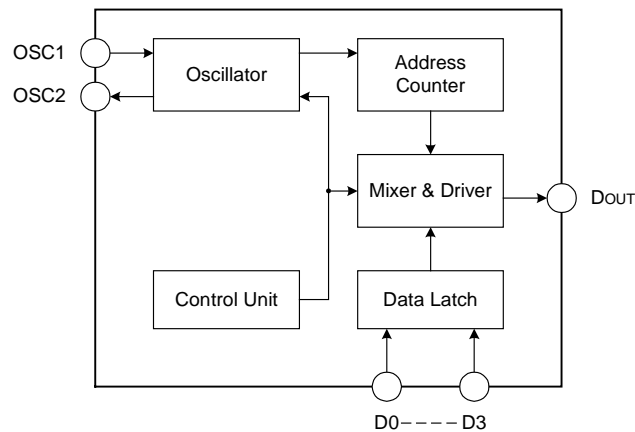 OSC1
OSC2
Oscillator
Address
Counter
Mixer & Driver
DOUT
Control Unit
Data Latch
D0 ---- D3